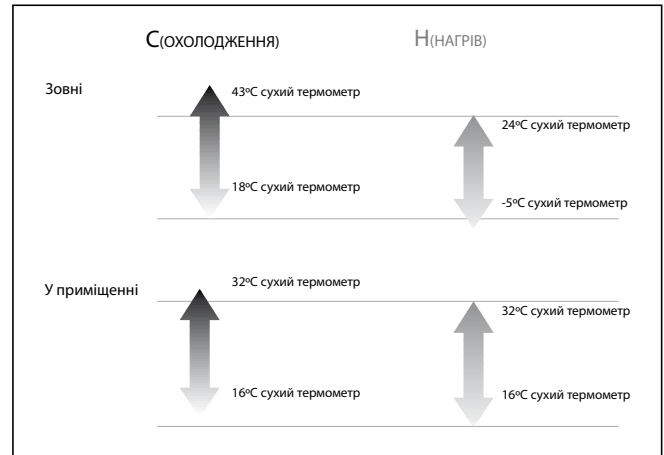 C(ОХОЛОДЖЕННЯ) H(НАГРІВ)
Зовні
43ºC сухий термометр
24ºC сухий термометр
18ºC сухий термометр
-5ºC сухий термометр
У приміщенні
32ºC сухий термометр
32ºC сухий термометр
16ºC сухий термометр
16ºC сухий термометр